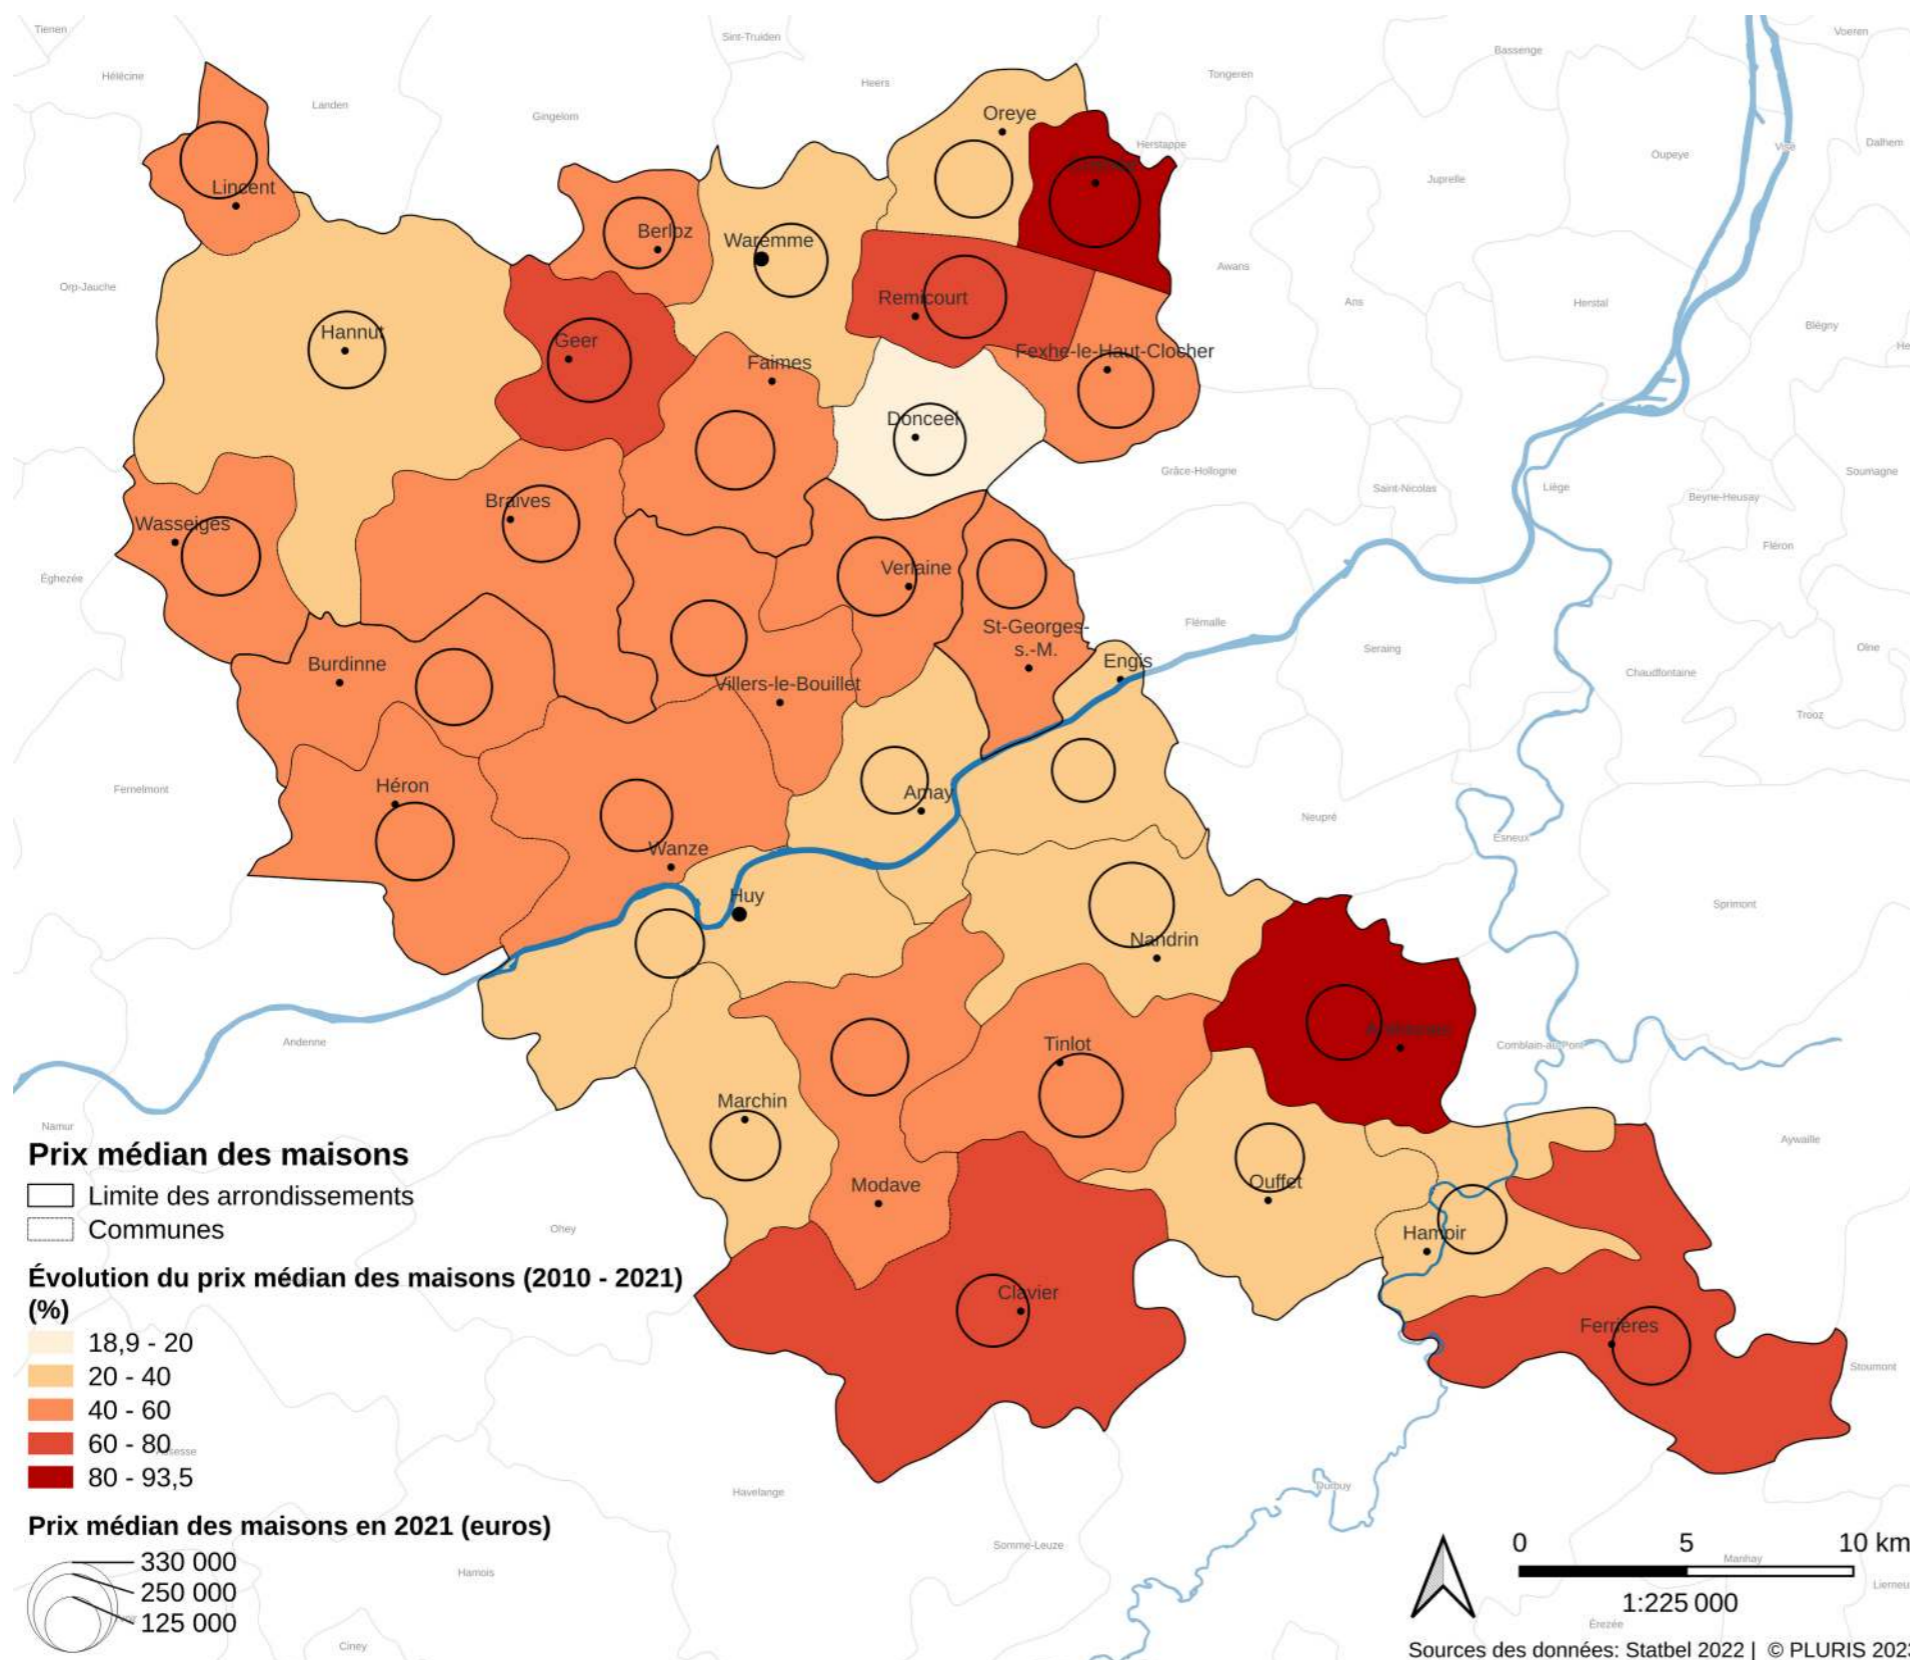 Tienen
Sint-Truiden
Voeren
Hélécine
Landen
Gingelom
Heers
Tongeren
Bassenge
Oreye
Herstappe
Oupeye
Visé
Dalhem
Juprelle
Lincent
Berloz
Waremme
Awans
Orp-Jauche
Remicourt
Ans
Herstal
Blégny
Hannut
Geer
Faimes
Fexhe-le-Haut-Clocher
He
Donceel
Grâce-Hollogne
Saint-Nicolas
Liège
Beyne-Heusay
Soumagne
Wasseiges
Braives
Fléron
Éghezée
Verlaine
St-Georges-
s.-M.
Flémalle
Seraing
Chaudfontaine
Olne
Burdinne
Villers-le-Bouillet
Engis
Trooz
Fernelmont
Héron
Amay
Neupré
Esneux
Wanze
Huy
Nandrin
Sprimont
Andenne
Tinlot
Comblain-au-Pont
Namur
Marchin
Aywaille
Modave
Ouffet
Hamoir
Ohey
Clavier
Ferrières
Stoumont
Havelange
Durbuy
Somme-Leuze
Hamois
Ciney
Manhay
Lierneu
Érezée
Prix médian des maisons
Limite des arrondissements
Communes
Évolution du prix médian des maisons (2010 - 2021)
(%)
18,9 - 20
20 - 40
40 - 60
60 - 80
80 - 93,5
Prix médian des maisons en 2021 (euros)
330 000
250 000
125 000
0 5 10 km
1:225 000
Sources des données: Statbel 2022 | © PLURIS 2023